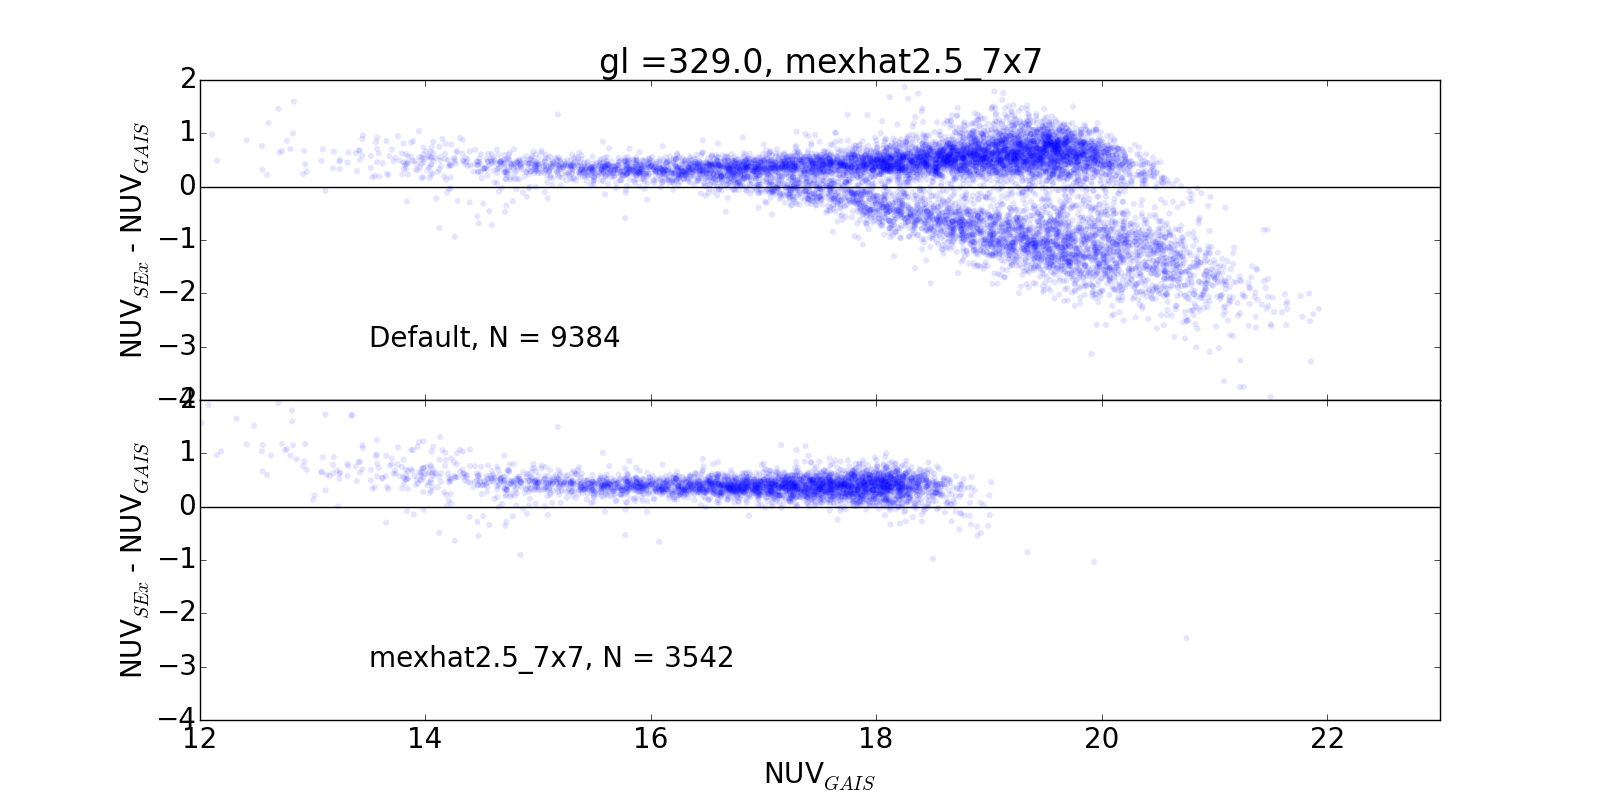 gl =329.0, mexhat2.5_7x7
2
1
0
−1
−2
−3
−4
NUV_SEx - NUV_GAIS
Default, N = 9384
2
1
0
−1
−2
−3
−4
NUV_SEx - NUV_GAIS
mexhat2.5_7x7, N = 3542
12 14 16 18 20 22
NUV_GAIS